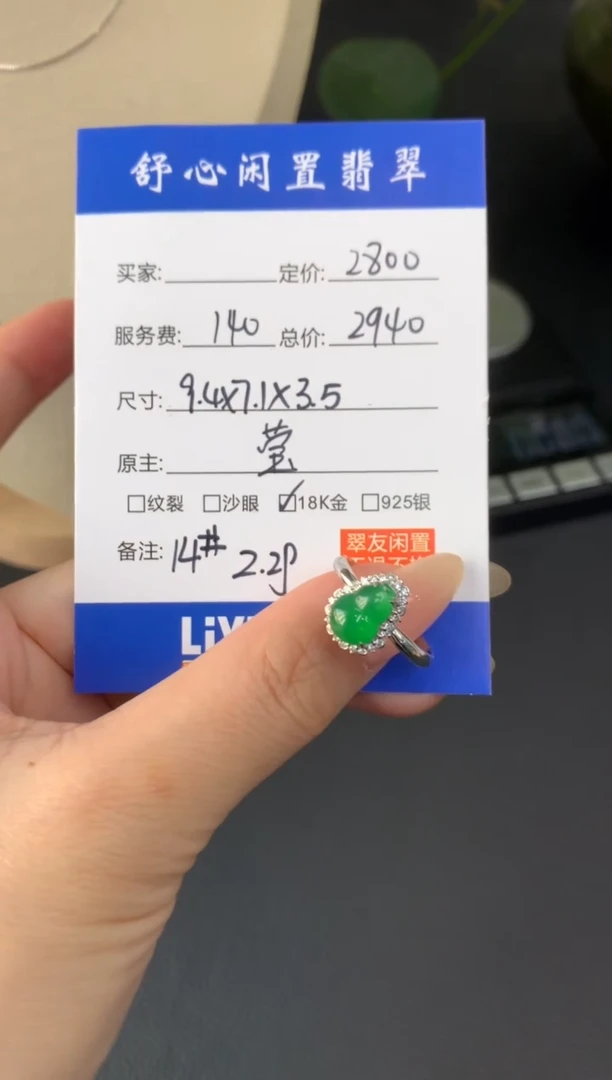 舒心闲置翡翠
买家: 定价: 2800
服务费: 140 总价: 2940
尺寸: 9.4X7.1X3.5
原主: 莹
□纹裂 □沙眼 ☑18K金 □925银
备注: 14# 2.2g
翠友闲置